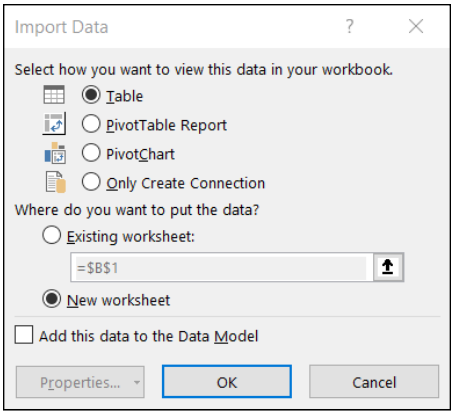 Import Data
Select how you want to view this data in your workbook.
Table
PivotTable Report
PivotChart
Only Create Connection
Where do you want to put the data?
Existing worksheet:
=$B$1
New worksheet
Add this data to the Data Model
Properties... OK Cancel